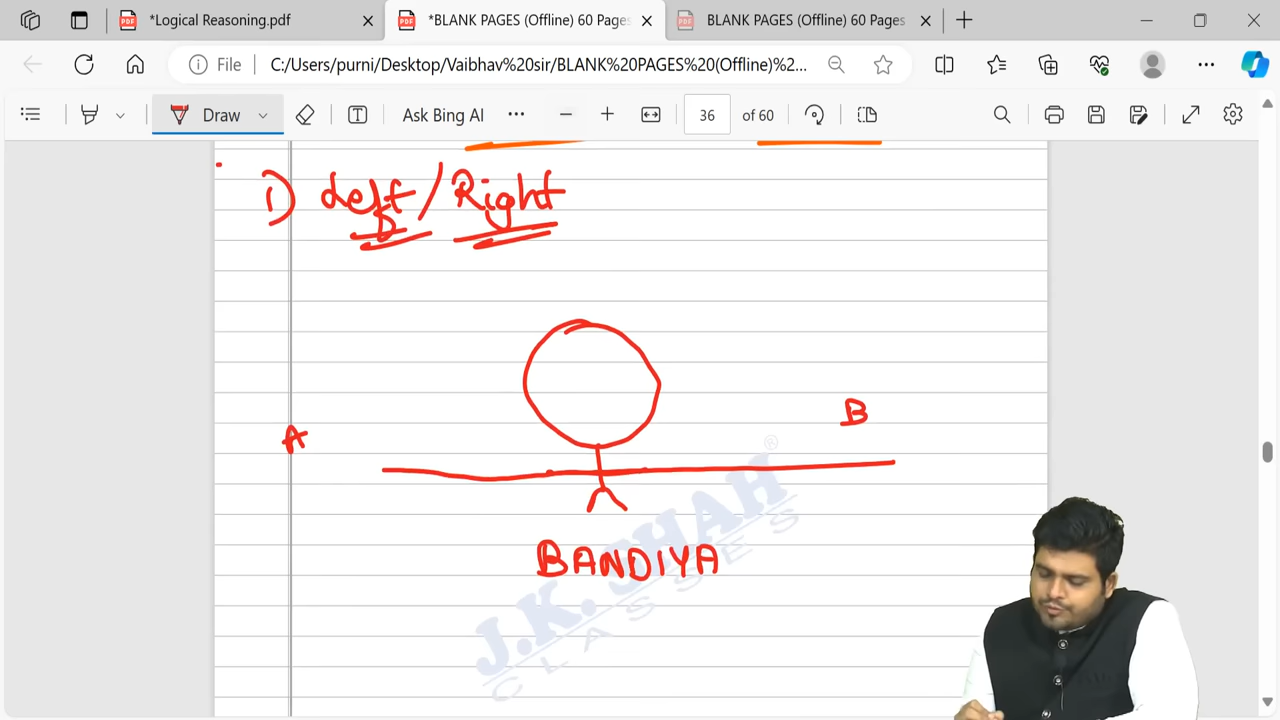 *Logical Reasoning.pdf
*BLANK PAGES (Offline) 60 Pages
BLANK PAGES (Offline) 60 Pages
File
C:/Users/purni/Desktop/Vaibhav%20sir/BLANK%20PAGES%20(Offline)%2...
Draw
Ask Bing AI
36 of 60
1) Left / Right
A
B
BANDIYA
J.K. SHAH®
CLASSES